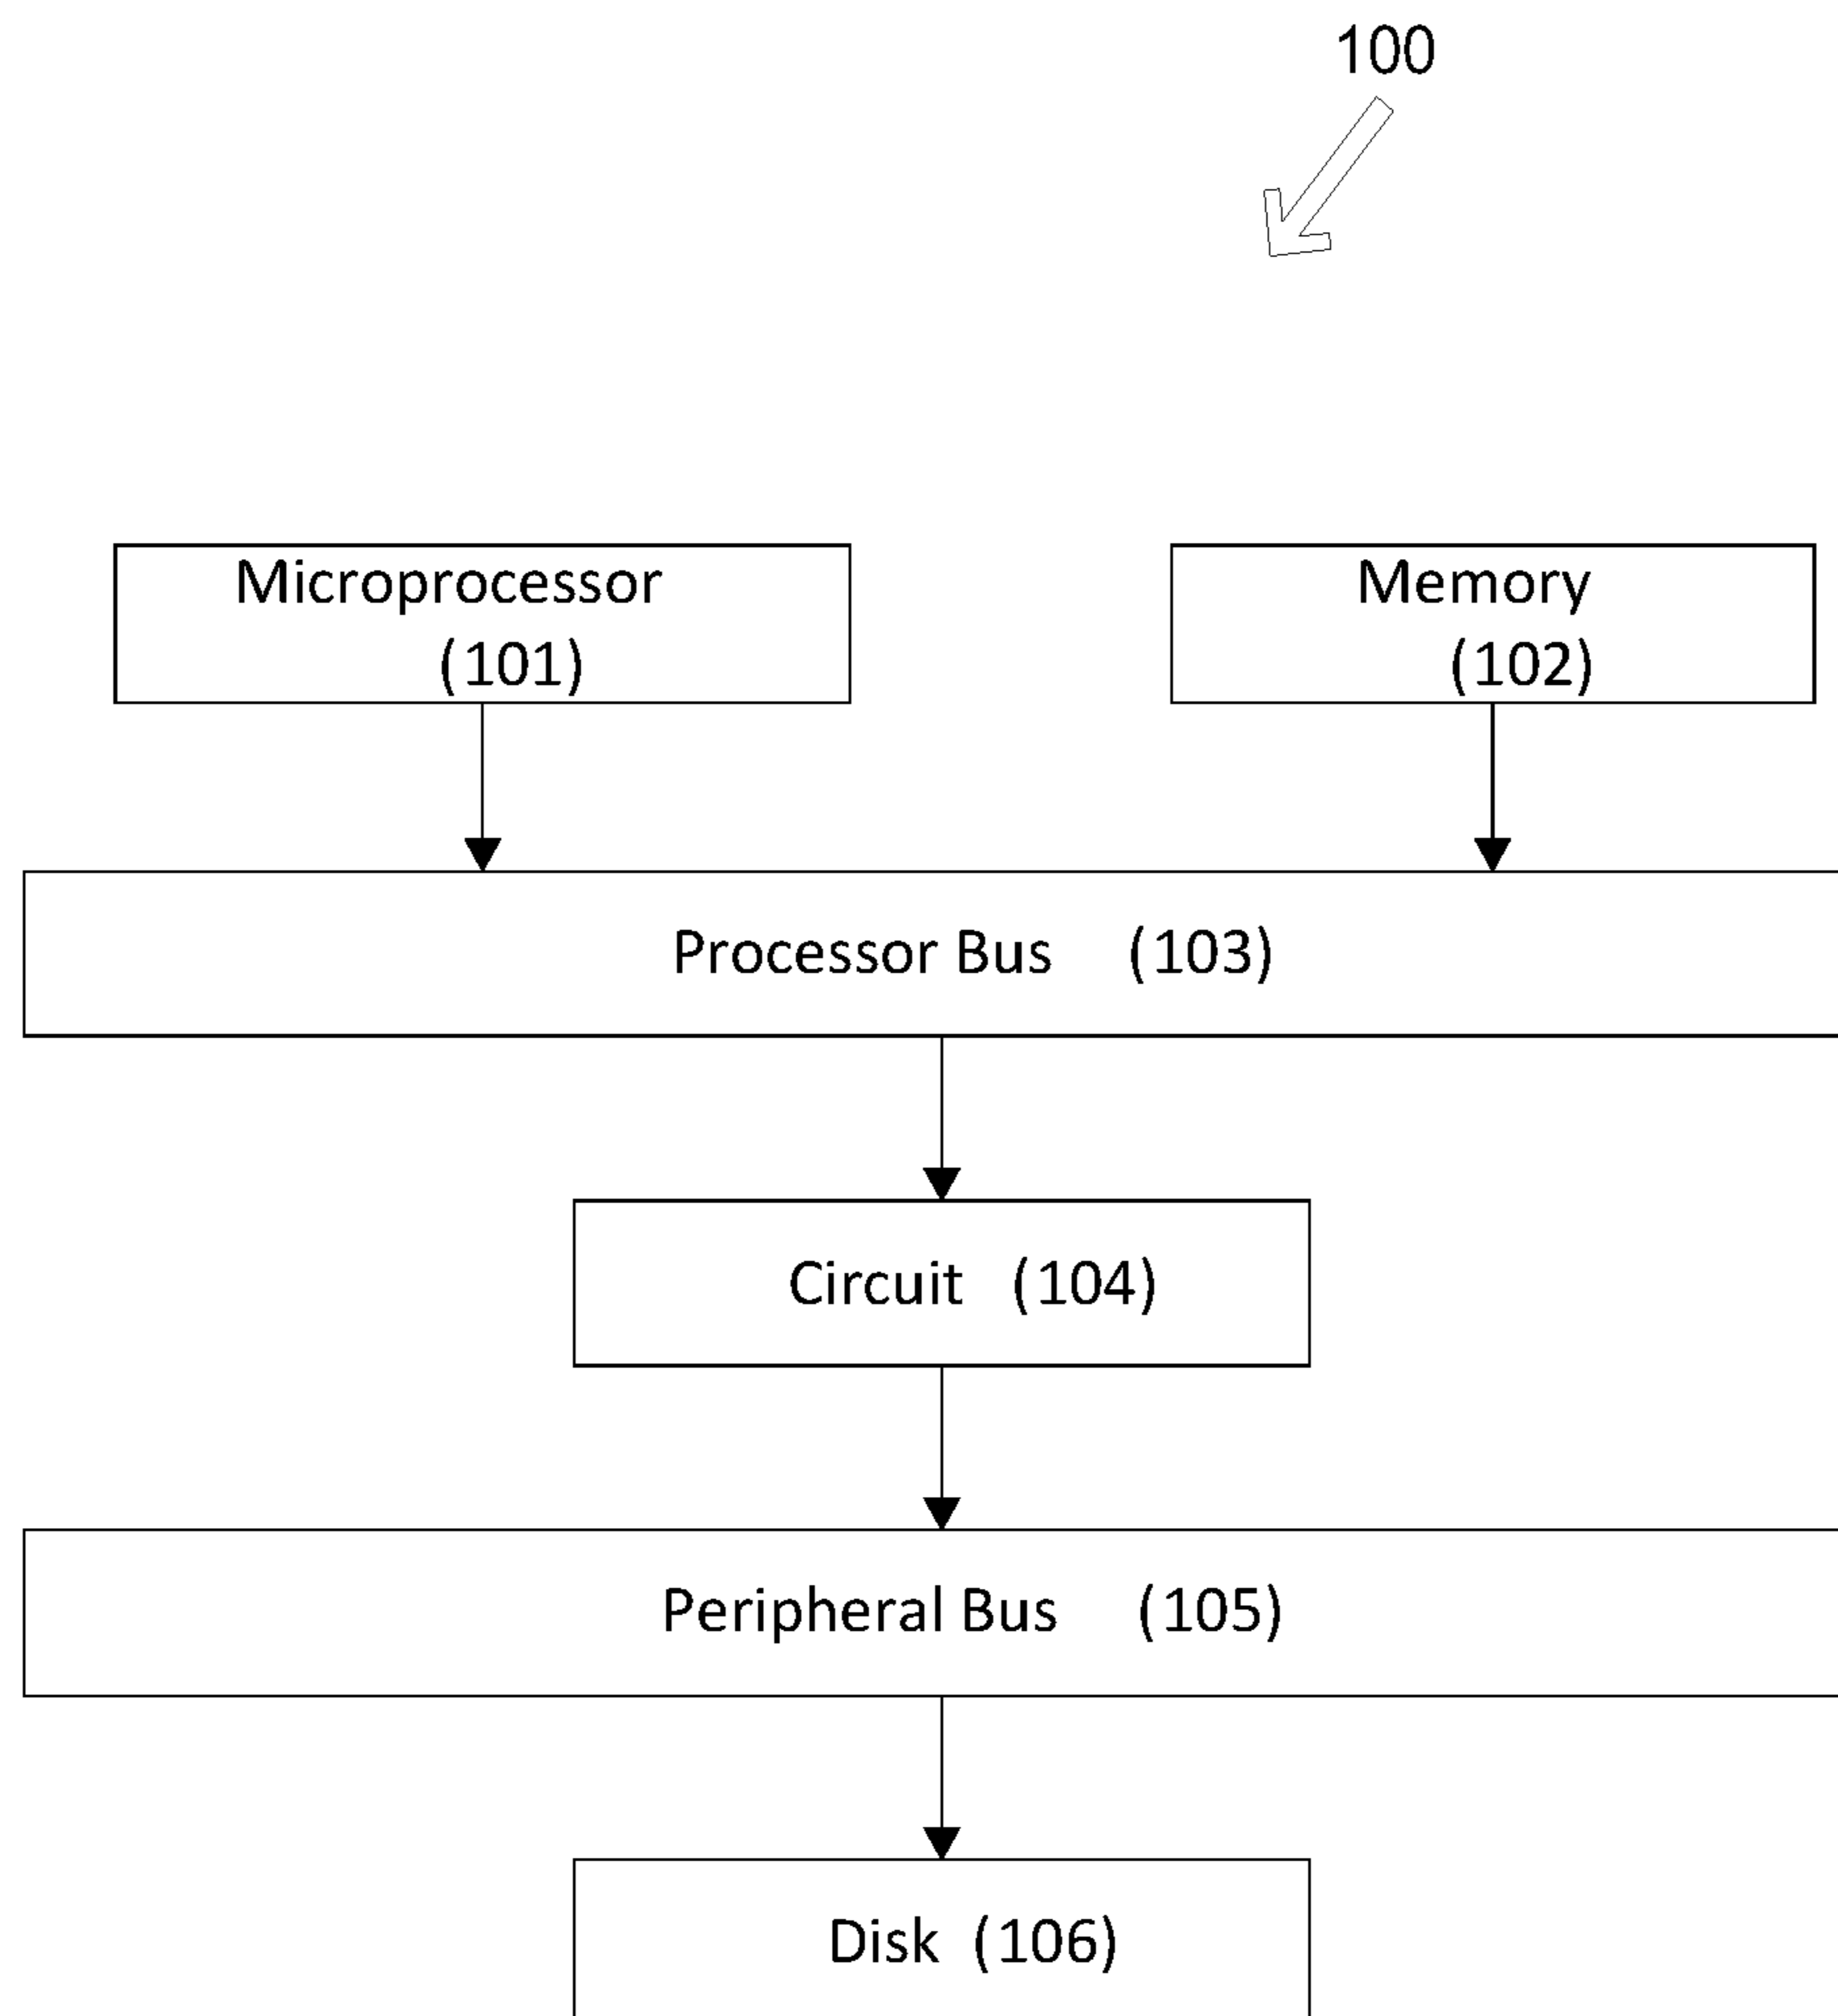 100
Microprocessor
(101)
Memory
(102)
Processor Bus (103)
Circuit (104)
Peripheral Bus (105)
Disk (106)